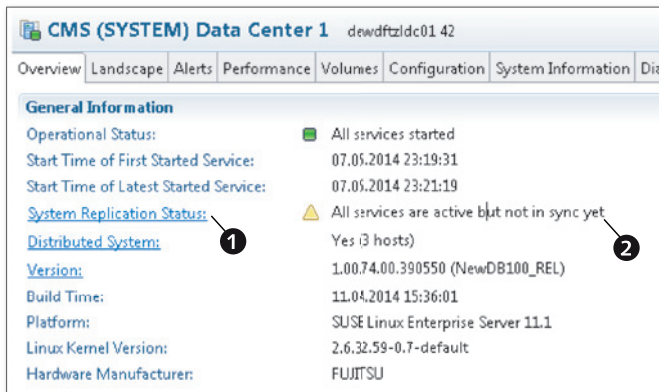 CMS (SYSTEM) Data Center 1 dewdftzldc01 42
Overview Landscape Alerts Performance Volumes Configuration System Information Dia
General Information
Operational Status: All services started
Start Time of First Started Service: 07.05.2014 23:19:31
Start Time of Latest Started Service: 07.05.2014 23:21:19
System Replication Status: 1 All services are active but not in sync yet 2
Distributed System: Yes (3 hosts)
Version: 1.00.74.00.390550 (NewDB100_REL)
Build Time: 11.04.2014 15:36:01
Platform: SUSE Linux Enterprise Server 11.1
Linux Kernel Version: 2.6.32.59-0.7-default
Hardware Manufacturer: FUJITSU